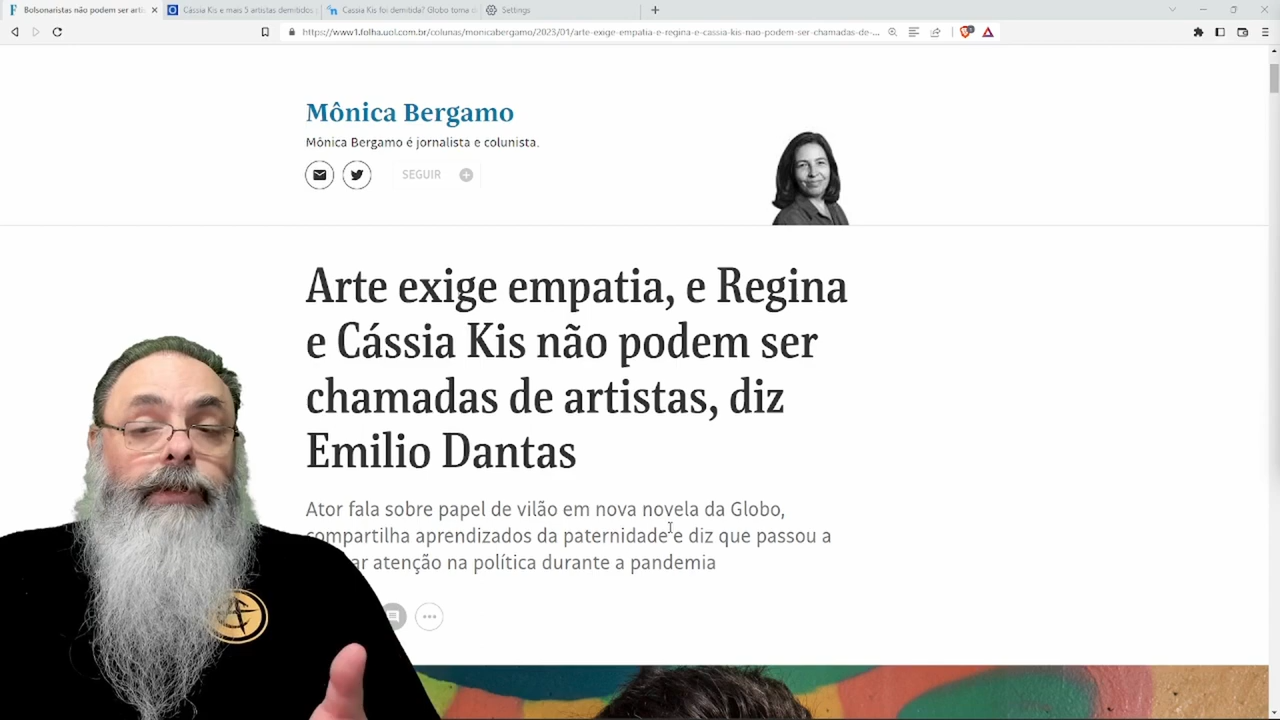 Bolsonaristas não podem ser arti
Cássia Kis e mais 5 artistas demitidos
Cassia Kis foi demitida? Globo toma d
Settings
https://www1.folha.uol.com.br/colunas/monicabergamo/2023/01/arte-exige-empatia-e-regina-e-cassia-kis-nao-podem-ser-chamadas-de-...
Mônica Bergamo
Mônica Bergamo é jornalista e colunista.
SEGUIR
Arte exige empatia, e Regina
e Cássia Kis não podem ser
chamadas de artistas, diz
Emilio Dantas
Ator fala sobre papel de vilão em nova novela da Globo,
compartilha aprendizados da paternidade e diz que passou a
ar atenção na política durante a pandemia